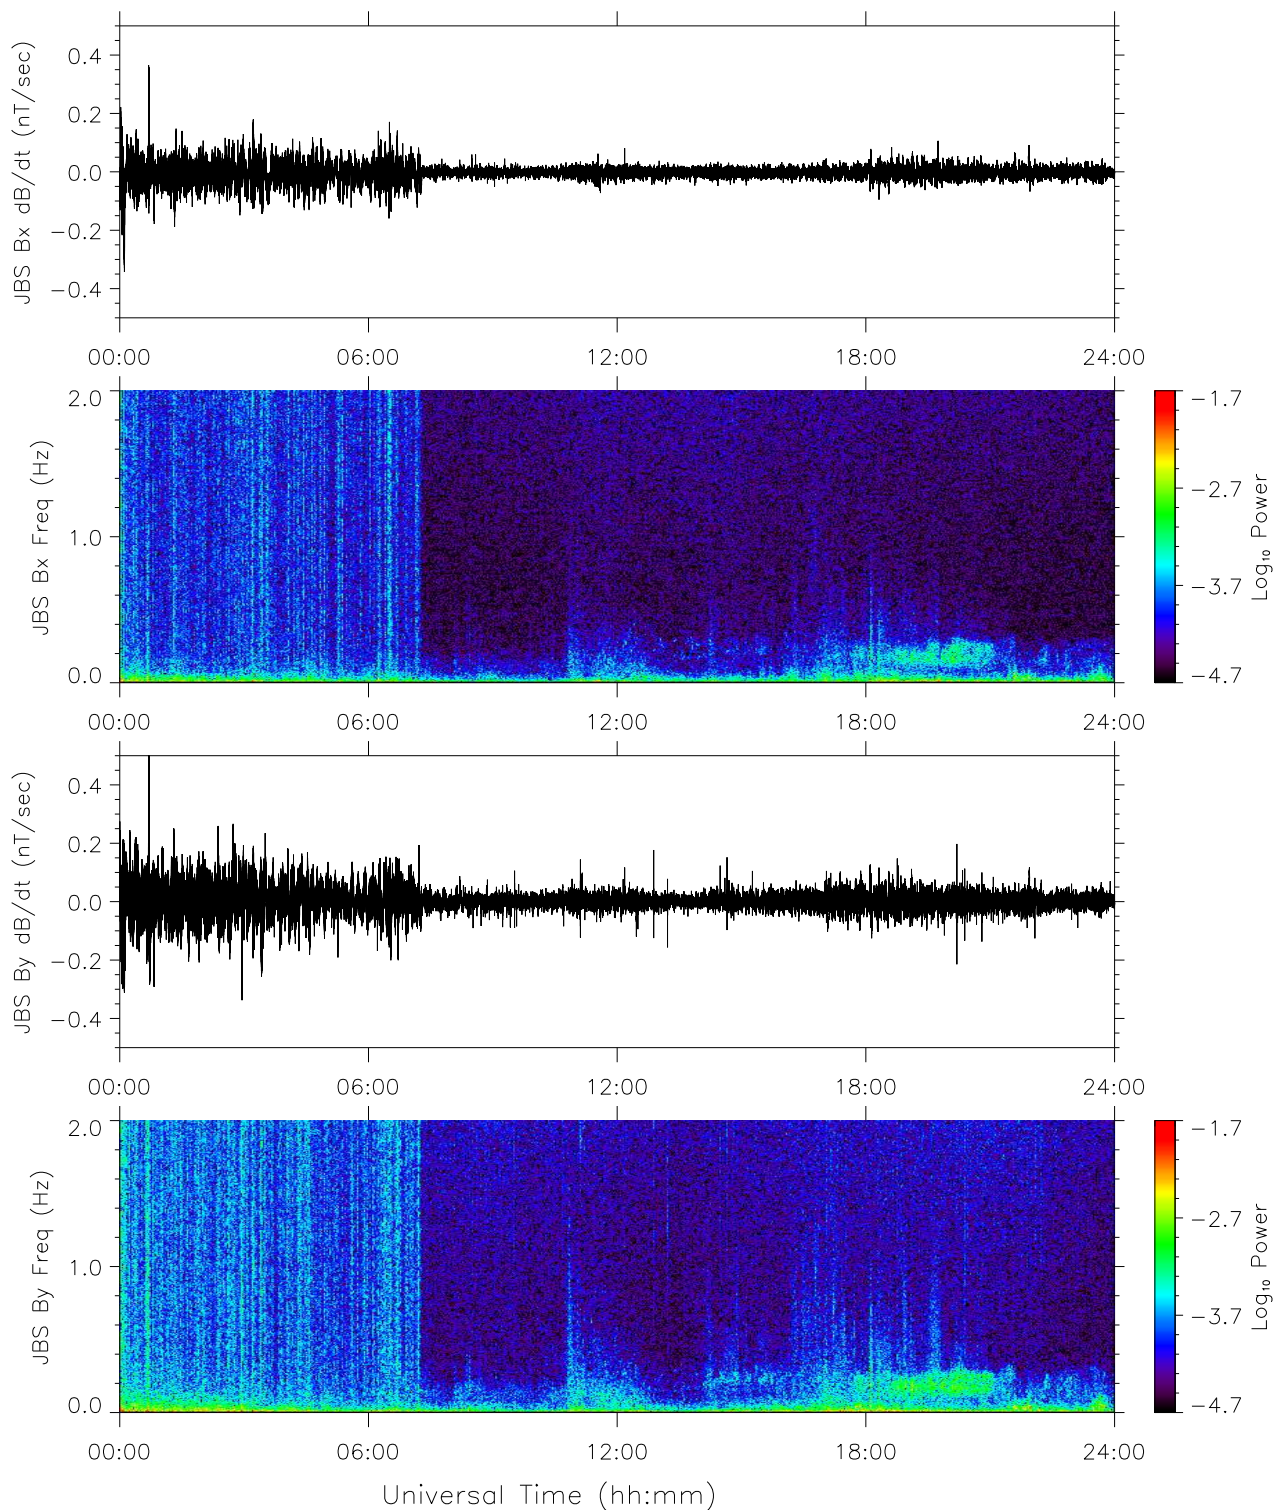 JBS Bx dB/dt (nT/sec)
0.4
0.2
0.0
−0.2
−0.4
00:00 06:00 12:00 18:00 24:00
JBS Bx Freq (Hz)
2.0
1.0
0.0
−1.7
−2.7
−3.7
−4.7
Log₁₀ Power
00:00 06:00 12:00 18:00 24:00
JBS By dB/dt (nT/sec)
0.4
0.2
0.0
−0.2
−0.4
00:00 06:00 12:00 18:00 24:00
JBS By Freq (Hz)
2.0
1.0
0.0
−1.7
−2.7
−3.7
−4.7
Log₁₀ Power
00:00 06:00 12:00 18:00 24:00
Universal Time (hh:mm)